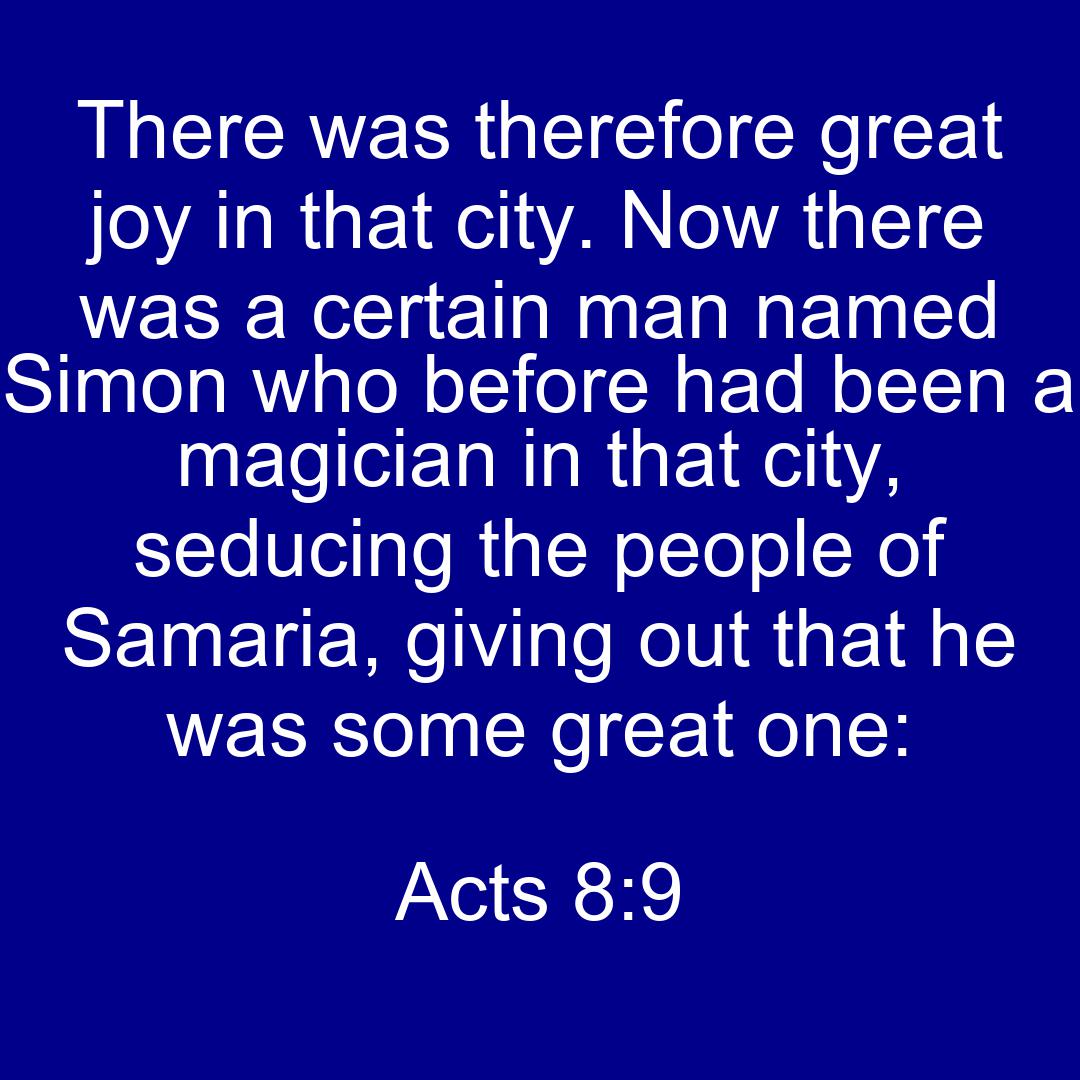 There was therefore great
joy in that city. Now there
was a certain man named
Simon who before had been a
magician in that city,
seducing the people of
Samaria, giving out that he
was some great one:
Acts 8:9